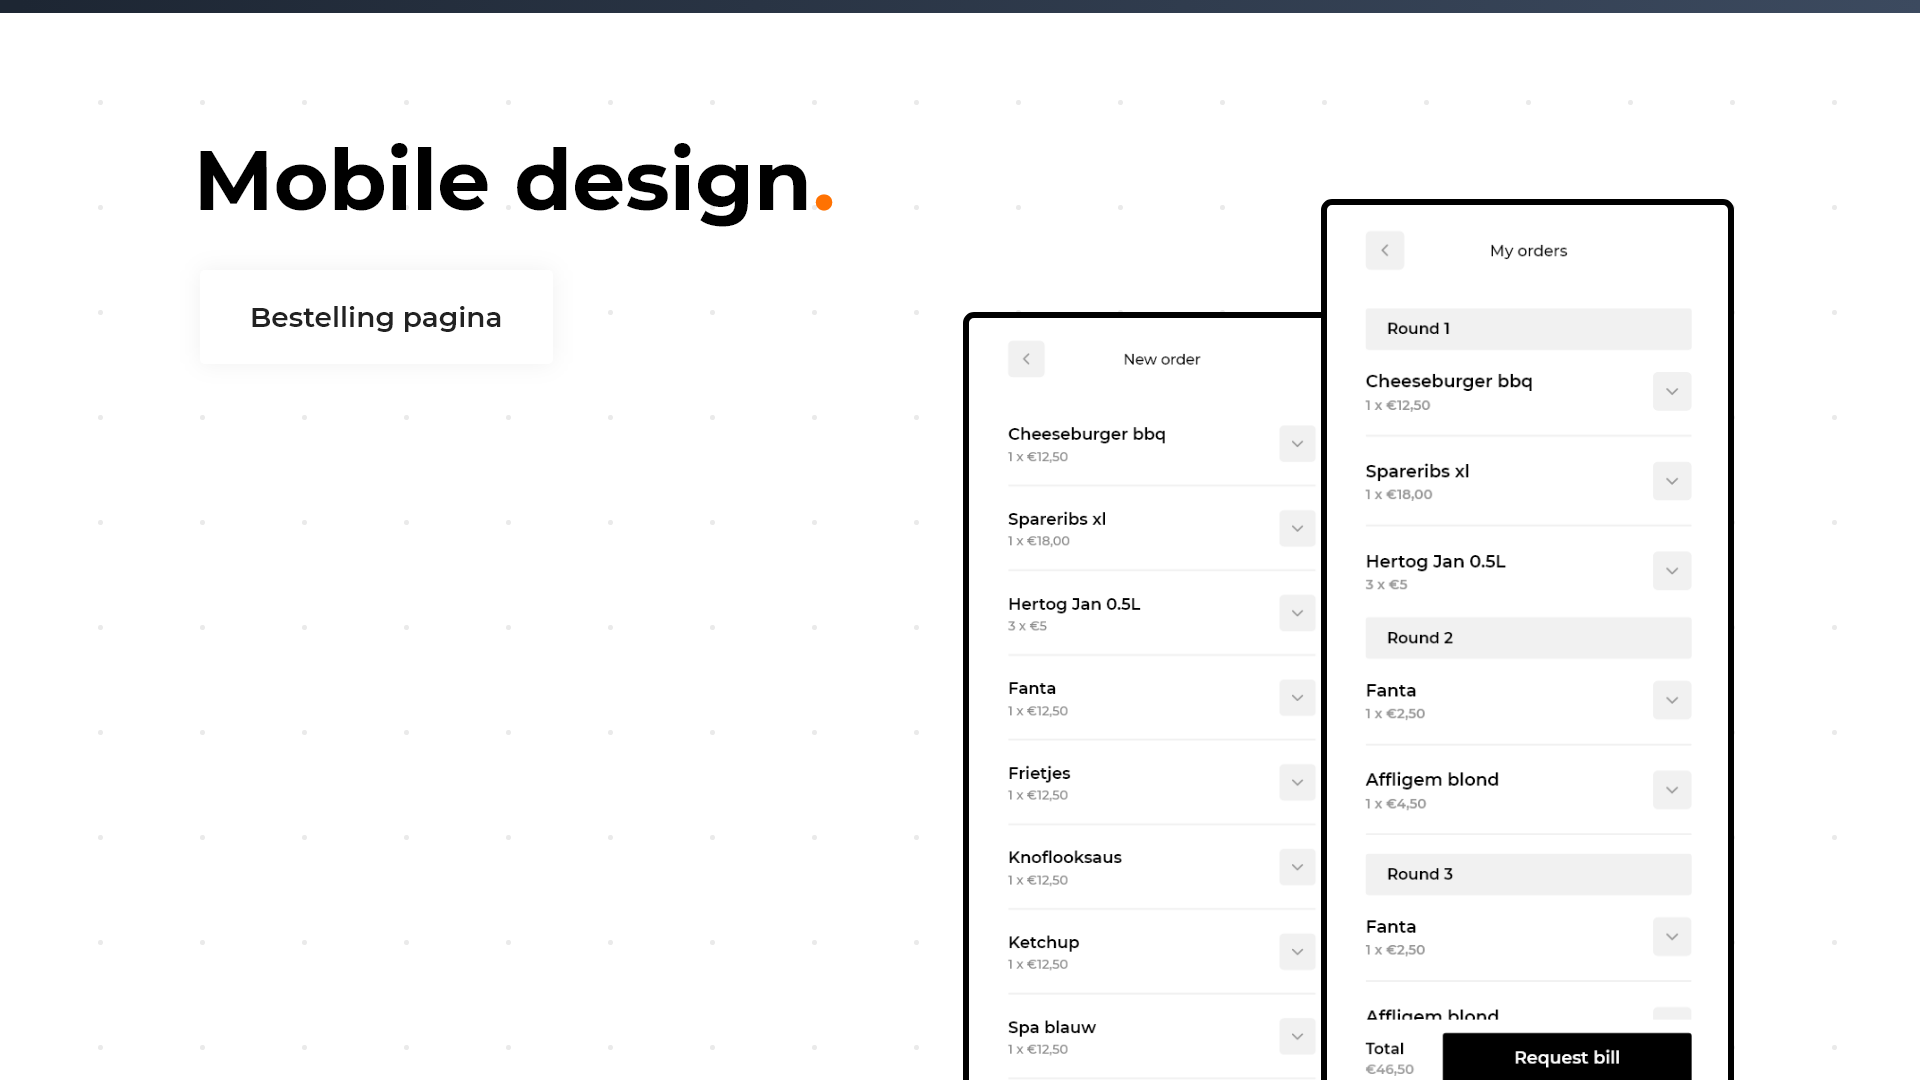 Mobile design.
Bestelling pagina
New order
Cheeseburger bbq
1 x €12,50
Spareribs xl
1 x €18,00
Hertog Jan 0.5L
3 x €5
Fanta
1 x €12,50
Frietjes
1 x €12,50
Knoflooksaus
1 x €12,50
Ketchup
1 x €12,50
Spa blauw
1 x €12,50
My orders
Round 1
Cheeseburger bbq
1 x €12,50
Spareribs xl
1 x €18,00
Hertog Jan 0.5L
3 x €5
Round 2
Fanta
1 x €2,50
Affligem blond
1 x €4,50
Round 3
Fanta
1 x €2,50
Affligem blond
Total
€46,50
Request bill